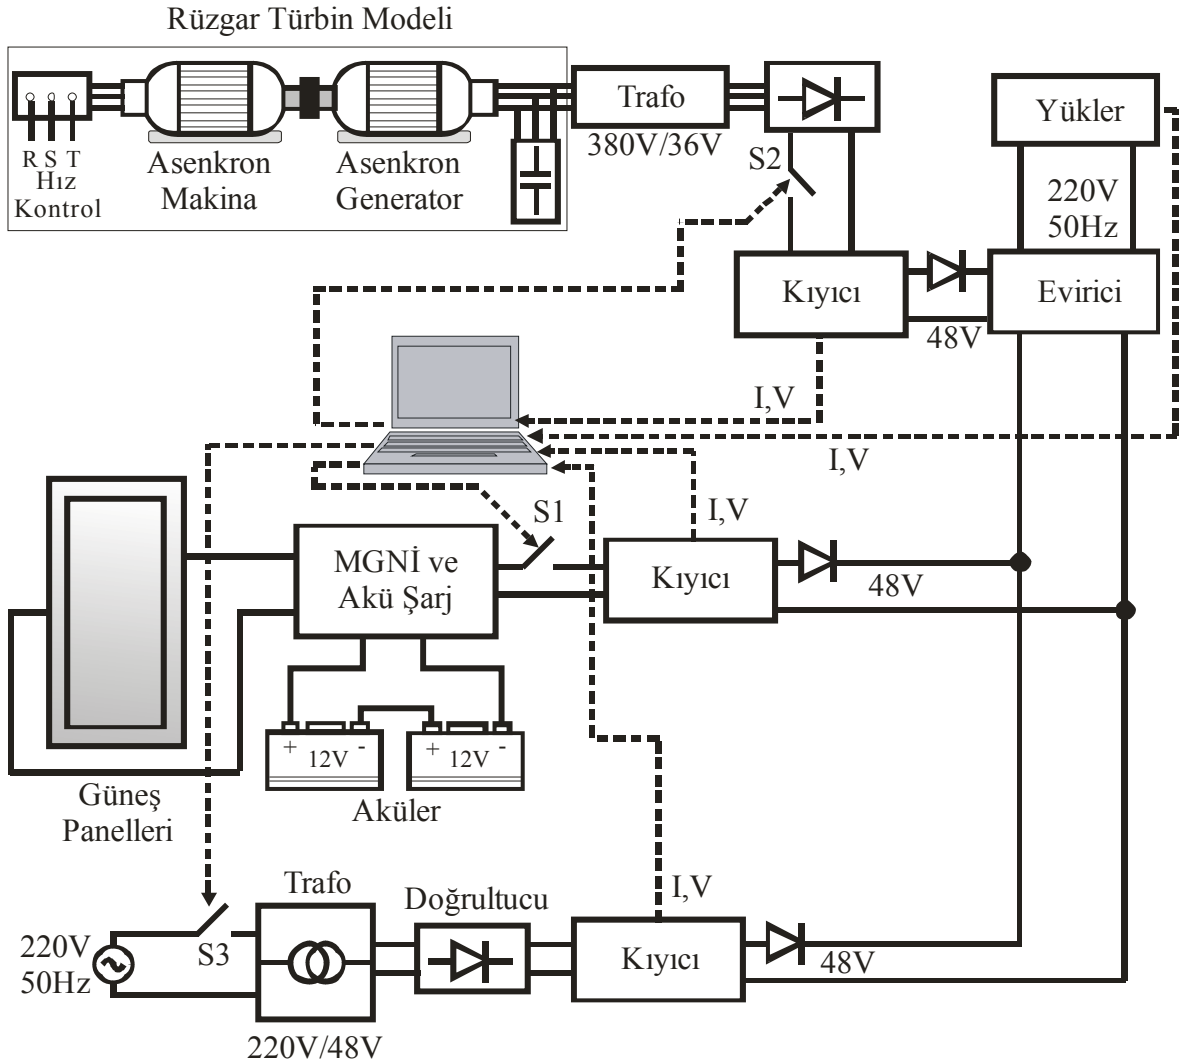 Rüzgar Türbin Modeli
R S T
Hız
Kontrol
Asenkron
Makina
Asenkron
Generator
Trafo
380V/36V
S2
Yükler
220V
50Hz
Kıyıcı
48V
Evirici
I,V
I,V
I,V
S1
MGNİ ve
Akü Şarj
Kıyıcı
48V
+ 12V -
+ 12V -
Aküler
Güneş
Panelleri
Trafo
Doğrultucu
I,V
220V
50Hz
S3
Kıyıcı
48V
220V/48V